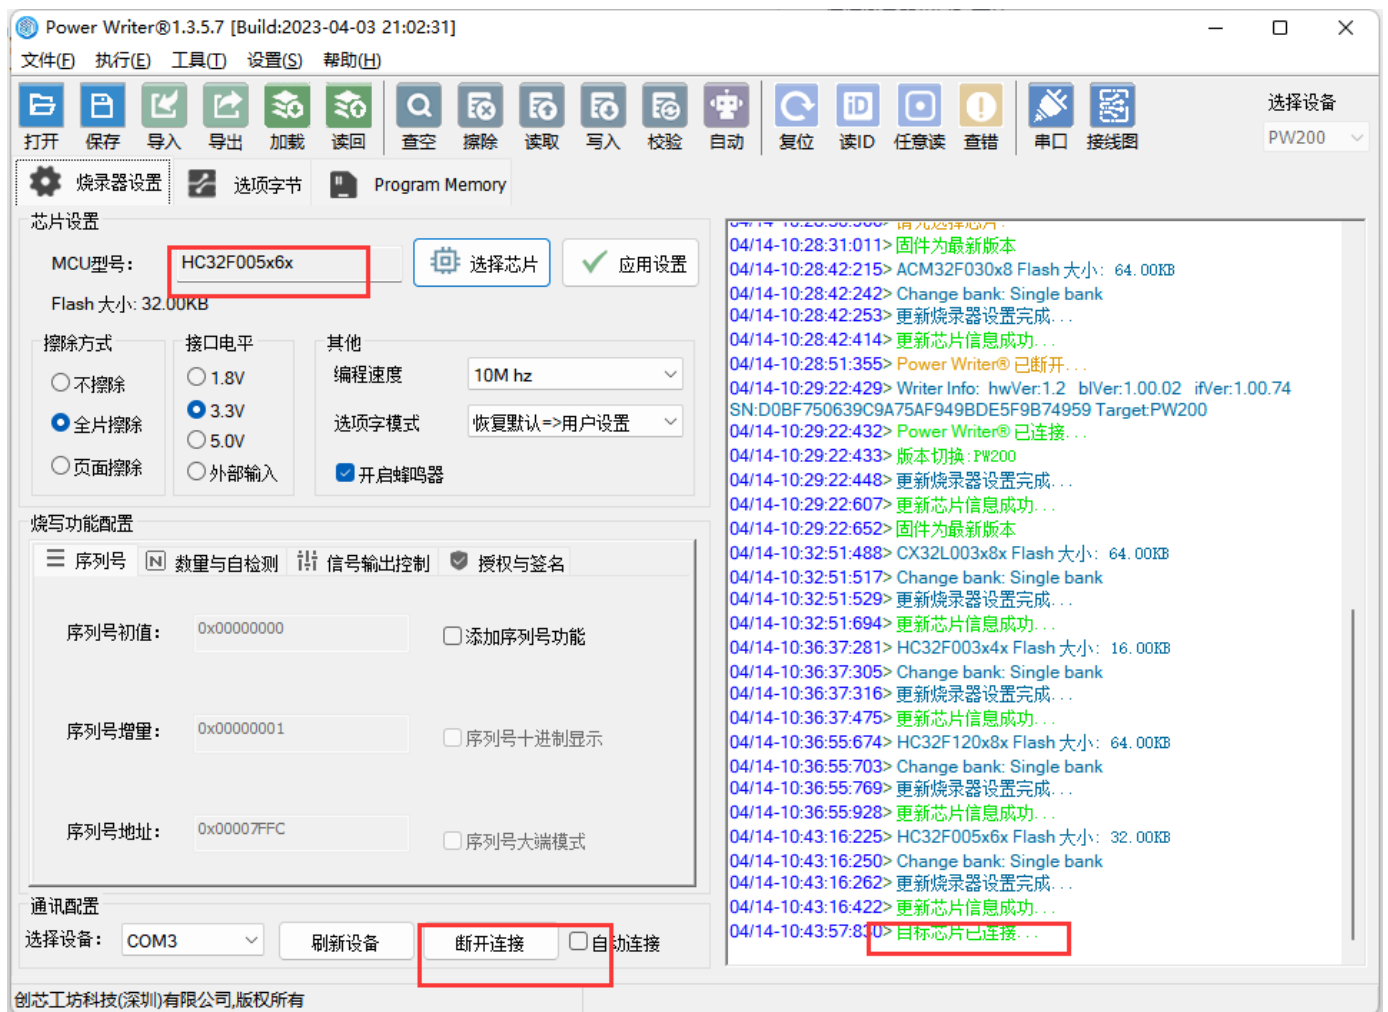 Power Writer®1.3.5.7 [Build:2023-04-03 21:02:31]
文件(F) 执行(E) 工具(T) 设置(S) 帮助(H)
打开 保存 导入 导出 加载 读回 查空 擦除 读取 写入 校验 自动 复位 读ID 任意读 查错 串口 接线图
选择设备
PW200
烧录器设置 选项字节 Program Memory
芯片设置
MCU型号: HC32F005x6x 选择芯片 应用设置
Flash 大小: 32.00KB
擦除方式
不擦除
全片擦除
页面擦除
接口电平
1.8V
3.3V
5.0V
外部输入
其他
编程速度 10M hz
选项字模式 恢复默认=>用户设置
开启蜂鸣器
烧写功能配置
序列号 数量与自检测 信号输出控制 授权与签名
序列号初值: 0x00000000 添加序列号功能
序列号增量: 0x00000001 序列号十进制显示
序列号地址: 0x00007FFC 序列号大端模式
通讯配置
选择设备: COM3 刷新设备 断开连接 自动连接
04/14-10:28:31:011> 固件为最新版本
04/14-10:28:42:215> ACM32F030x8 Flash 大小: 64.00KB
04/14-10:28:42:242> Change bank: Single bank
04/14-10:28:42:253> 更新烧录器设置完成...
04/14-10:28:42:414> 更新芯片信息成功...
04/14-10:28:51:355> Power Writer® 已断开...
04/14-10:29:22:429> Writer Info: hwVer:1.2 blVer:1.00.02 ifVer:1.00.74
SN:D0BF750639C9A75AF949BDE5F9B74959 Target:PW200
04/14-10:29:22:432> Power Writer® 已连接...
04/14-10:29:22:433> 版本切换:PW200
04/14-10:29:22:448> 更新烧录器设置完成...
04/14-10:29:22:607> 更新芯片信息成功...
04/14-10:29:22:652> 固件为最新版本
04/14-10:32:51:488> CX32L003x8x Flash 大小: 64.00KB
04/14-10:32:51:517> Change bank: Single bank
04/14-10:32:51:529> 更新烧录器设置完成...
04/14-10:32:51:694> 更新芯片信息成功...
04/14-10:36:37:281> HC32F003x4x Flash 大小: 16.00KB
04/14-10:36:37:305> Change bank: Single bank
04/14-10:36:37:316> 更新烧录器设置完成...
04/14-10:36:37:475> 更新芯片信息成功...
04/14-10:36:55:674> HC32F120x8x Flash 大小: 64.00KB
04/14-10:36:55:703> Change bank: Single bank
04/14-10:36:55:769> 更新烧录器设置完成...
04/14-10:36:55:928> 更新芯片信息成功...
04/14-10:43:16:225> HC32F005x6x Flash 大小: 32.00KB
04/14-10:43:16:250> Change bank: Single bank
04/14-10:43:16:262> 更新烧录器设置完成...
04/14-10:43:16:422> 更新芯片信息成功...
04/14-10:43:57:830> 目标芯片已连接...
创芯工坊科技(深圳)有限公司,版权所有